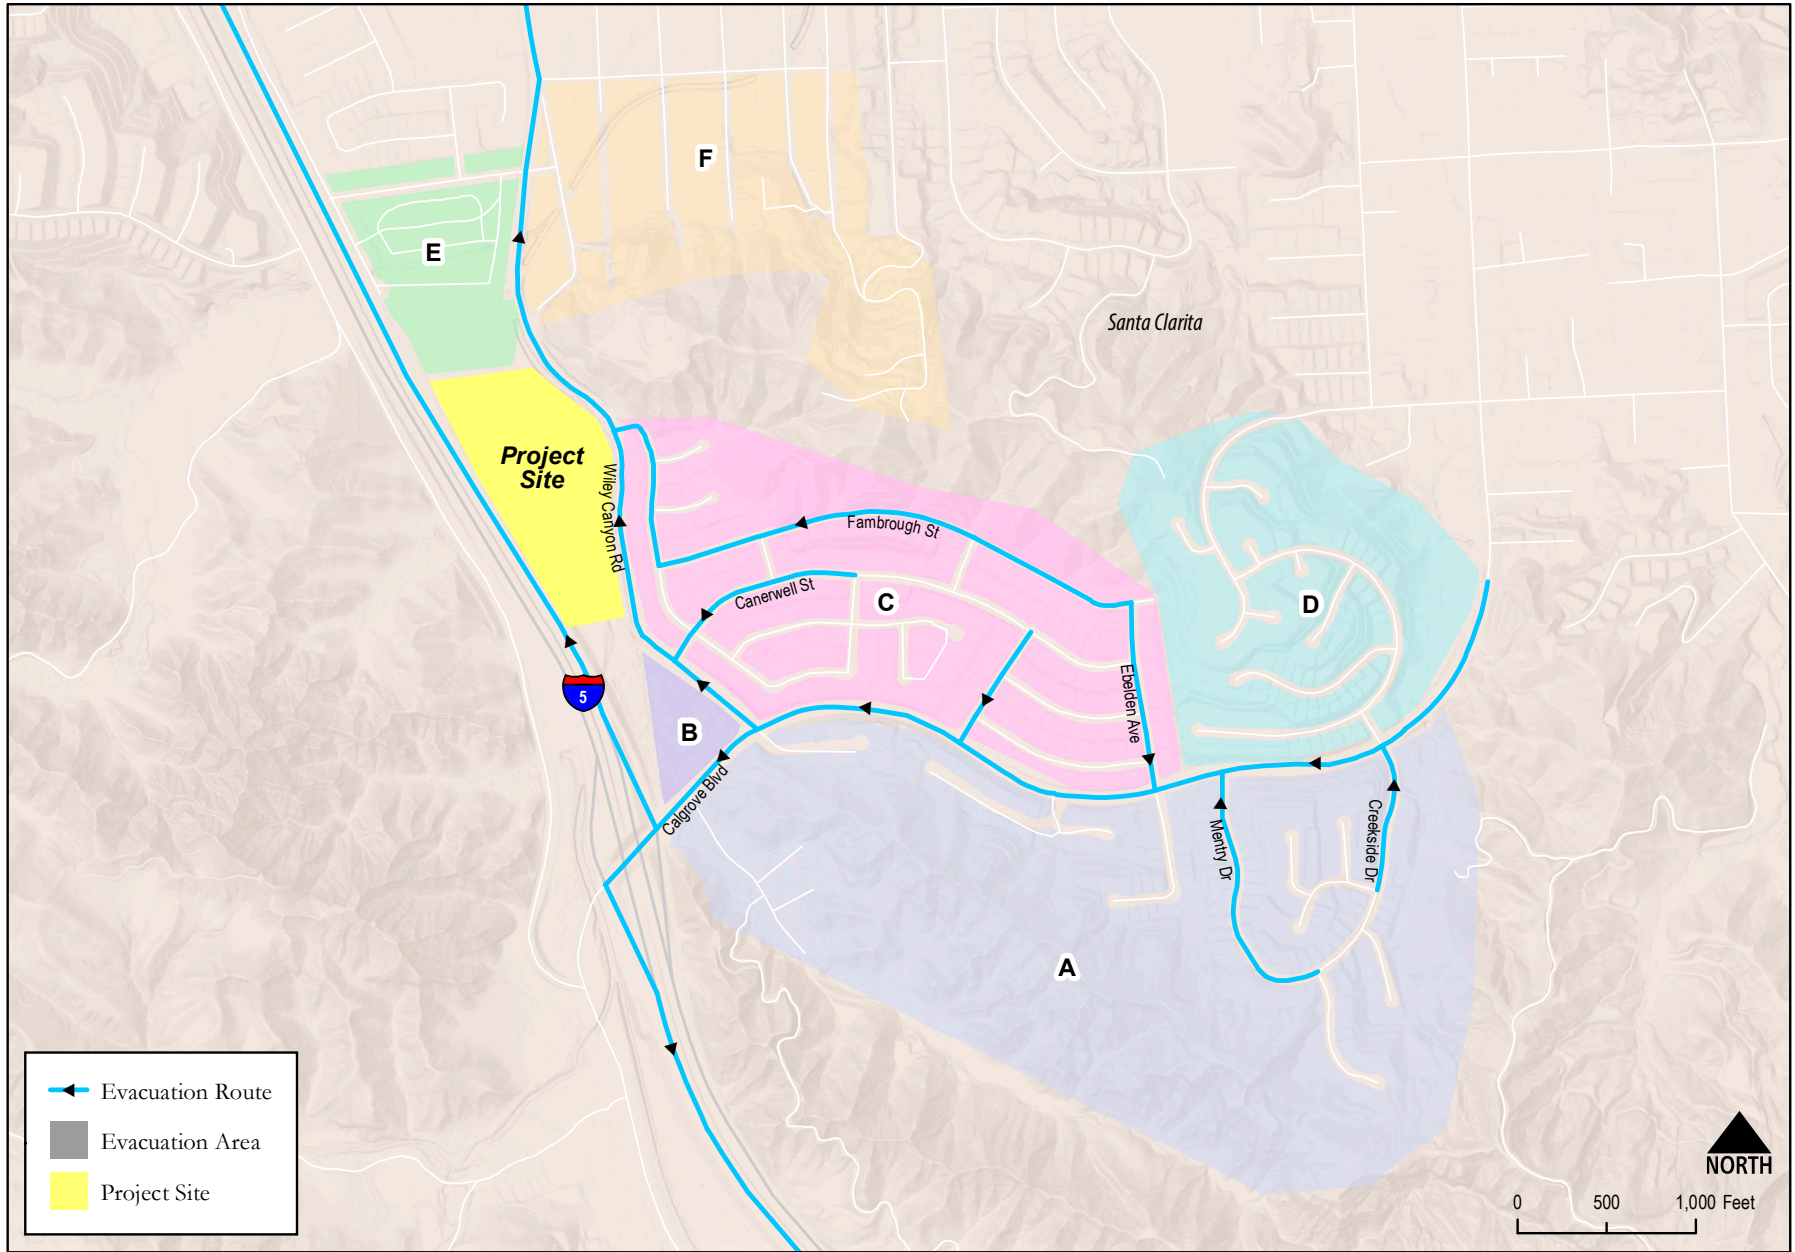 F
E
Santa Clarita
Project
Site
Wiley Canyon Rd
Fambrough St
Canerwell St
C
D
Ebelden Ave
5
B
Calgrove Blvd
Mentry Dr
Creekside Dr
A
Evacuation Route
Evacuation Area
Project Site
NORTH
0 500 1,000 Feet